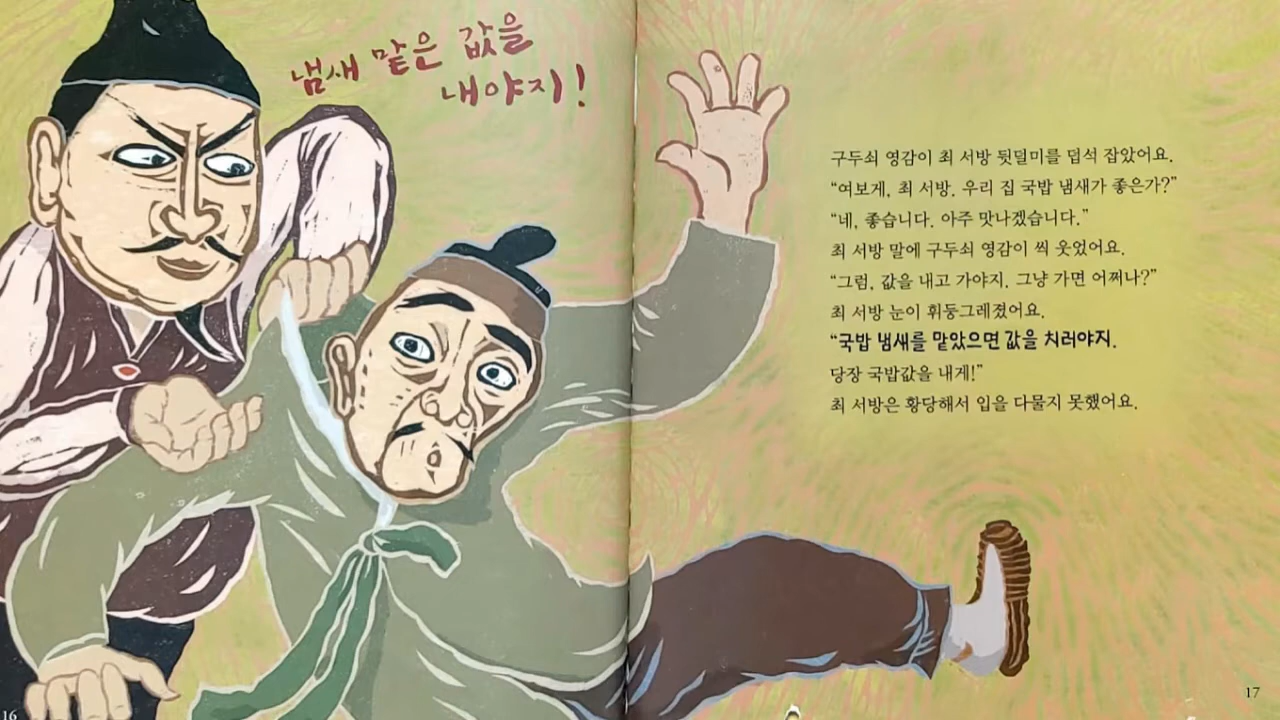 냄새 맡은 값을
내야지!
구두쇠 영감이 최 서방 뒷덜미를 덥석 잡았어요.
“여보게, 최 서방. 우리 집 국밥 냄새가 좋은가?”
“네, 좋습니다. 아주 맛나겠습니다.”
최 서방 말에 구두쇠 영감이 씩 웃었어요.
“그럼, 값을 내고 가야지. 그냥 가면 어쩌나?”
최 서방 눈이 휘둥그레졌어요.
“국밥 냄새를 맡았으면 값을 치러야지.
당장 국밥값을 내게!”
최 서방은 황당해서 입을 다물지 못했어요.
16
17